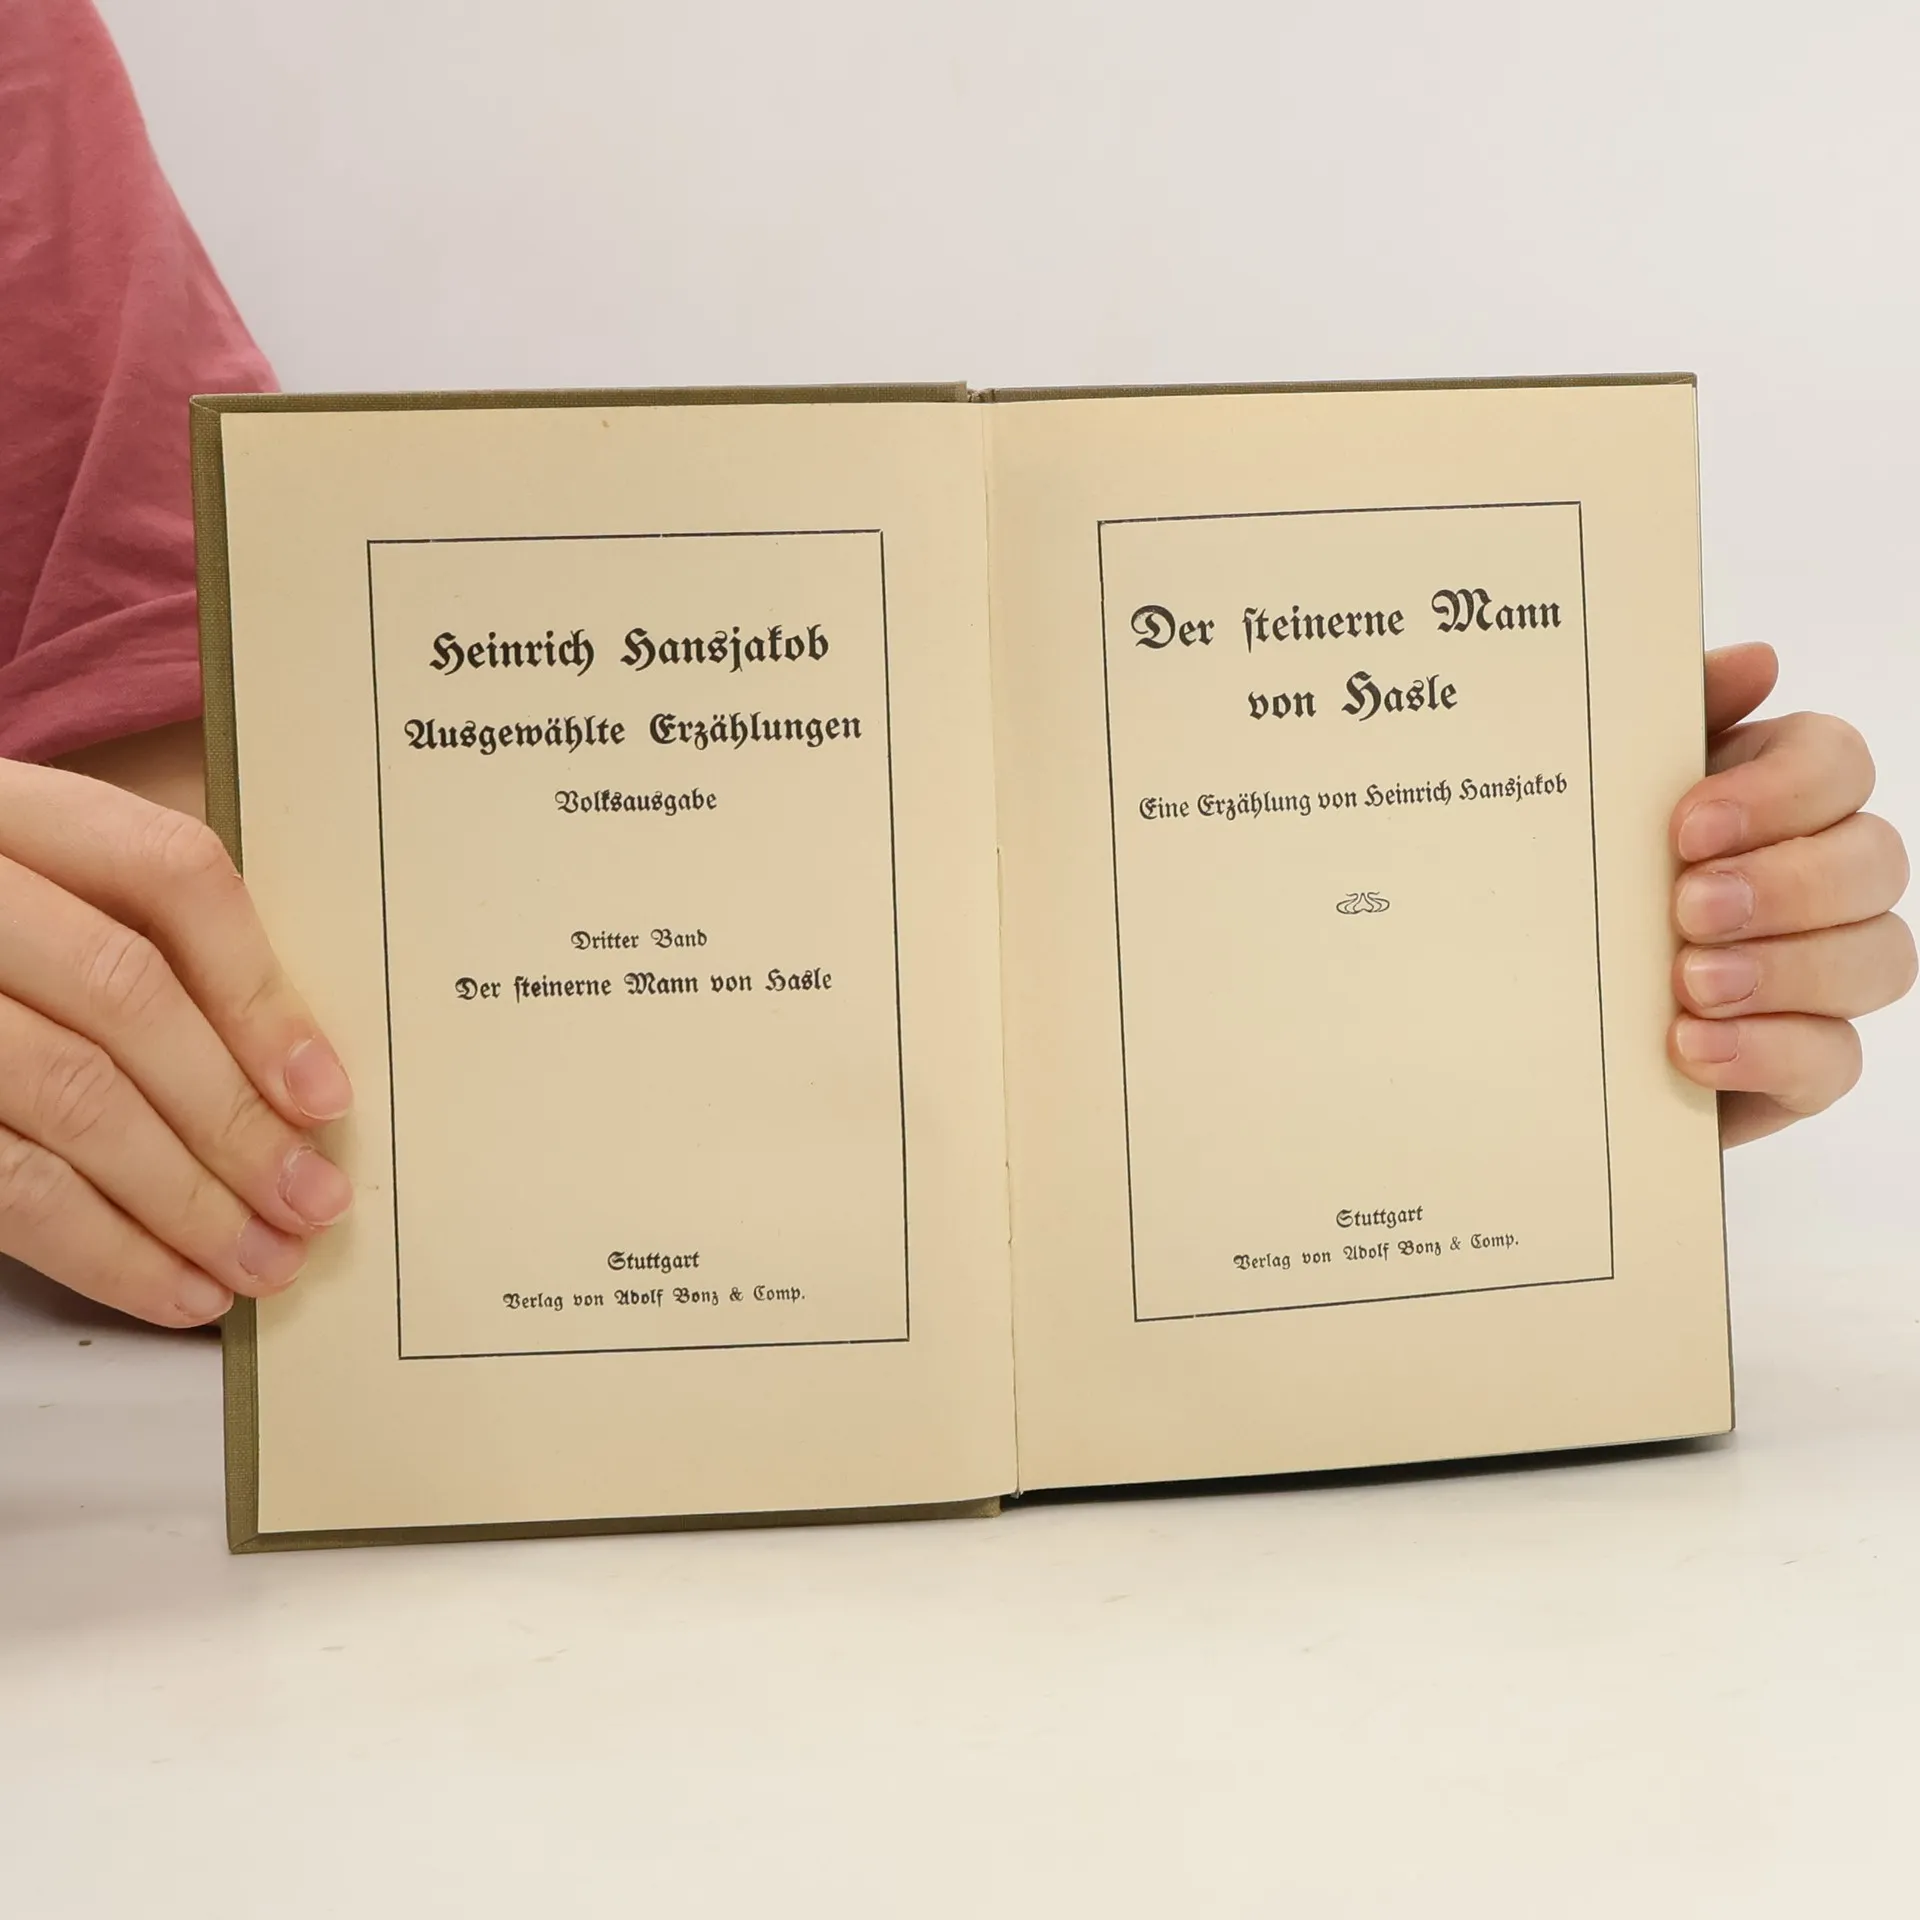 Heinrich Hansjakob
Ausgewählte Erzählungen
Volksausgabe
Dritter Band
Der ſteinerne Mann von Hasle
Stuttgart
Verlag von Adolf Bonz & Comp.
Der ſteinerne Mann
von Hasle
Eine Erzählung von Heinrich Hansjakob
Stuttgart
Verlag von Adolf Bonz & Comp.